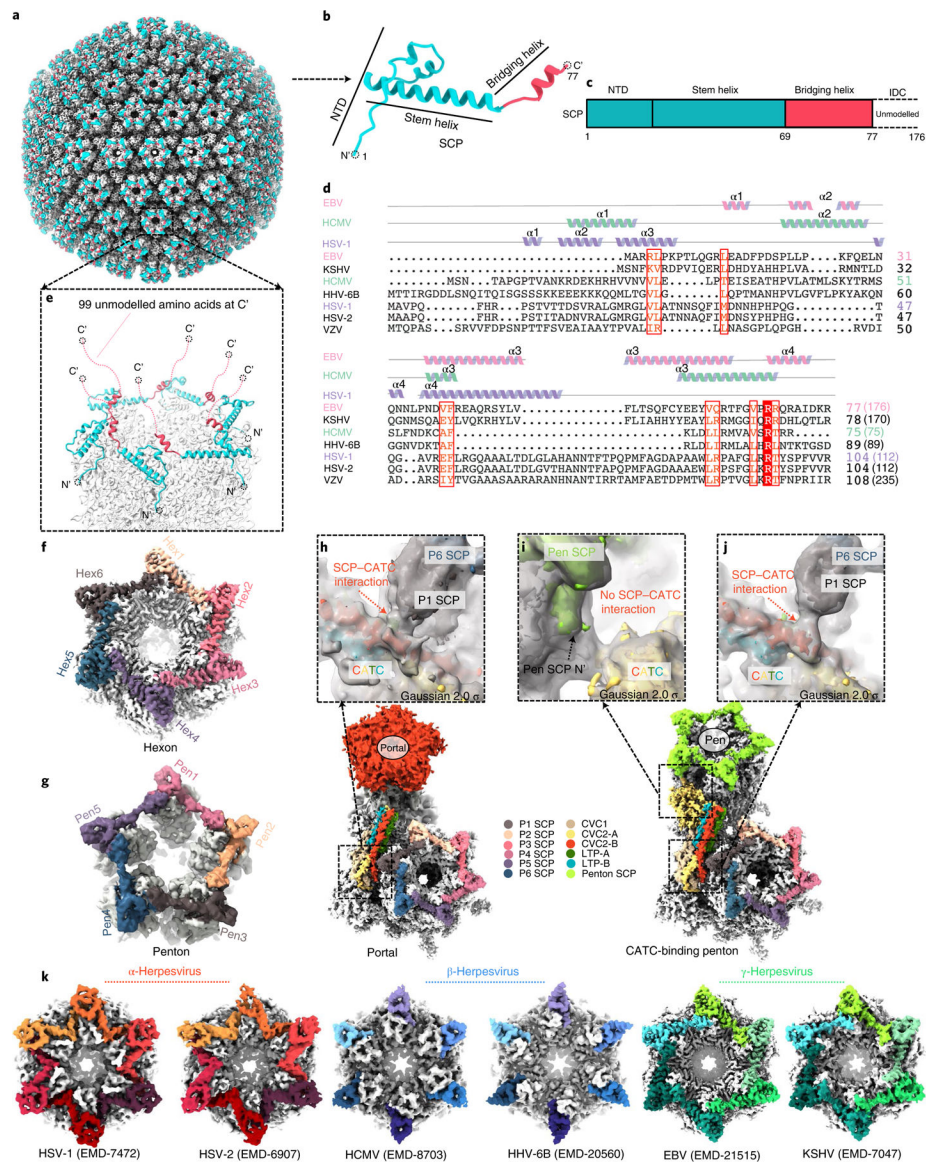 a
b
NTD
N' 1
Stem helix
SCP
Bridging helix
C'
77
c
NTD
Stem helix
Bridging helix
IDC
SCP
Unmodelled
1
69
77
176
d
EBV
α1
α2
HCMV
α1
α2
HSV-1
α1
α2
α3
EBV
31
KSHV
32
HCMV
51
HHV-6B
60
HSV-1
47
HSV-2
47
VZV
50
EBV
α3
α3
α4
HCMV
α3
α3
HSV-1
α4
α4
EBV
77 (176)
KSHV
78 (170)
HCMV
75 (75)
HHV-6B
89 (89)
HSV-1
104 (112)
HSV-2
104 (112)
VZV
108 (235)
e
99 unmodelled amino acids at C'
C'
C'
C'
C'
C'
C'
N'
N'
N'
N'
f
Hex1
Hex2
Hex3
Hex4
Hex5
Hex6
Hexon
g
Pen1
Pen2
Pen3
Pen4
Pen5
Penton
h
P6 SCP
SCP–CATC
interaction
P1 SCP
CATC
Gaussian 2.0 σ
i
Pen SCP
No SCP–CATC
interaction
Pen SCP N'
CATC
Gaussian 2.0 σ
j
P6 SCP
SCP–CATC
interaction
P1 SCP
CATC
Gaussian 2.0 σ
Portal
Pen
P1 SCP
P2 SCP
P3 SCP
P4 SCP
P5 SCP
P6 SCP
CVC1
CVC2-A
CVC2-B
LTP-A
LTP-B
Penton SCP
Portal
CATC-binding penton
k
α-Herpesvirus
β-Herpesvirus
γ-Herpesvirus
HSV-1 (EMD-7472)
HSV-2 (EMD-6907)
HCMV (EMD-8703)
HHV-6B (EMD-20560)
EBV (EMD-21515)
KSHV (EMD-7047)